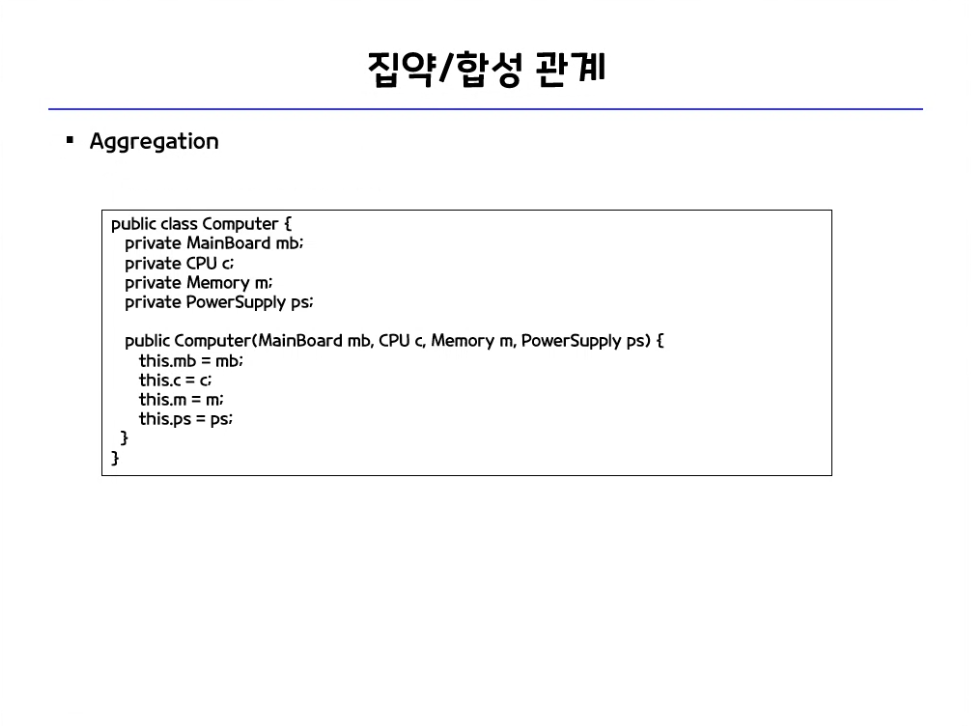 집약/합성 관계
▪ Aggregation
public class Computer {
private MainBoard mb;
private CPU c;
private Memory m;
private PowerSupply ps;
public Computer(MainBoard mb, CPU c, Memory m, PowerSupply ps) {
this.mb = mb;
this.c = c;
this.m = m;
this.ps = ps;
}
}